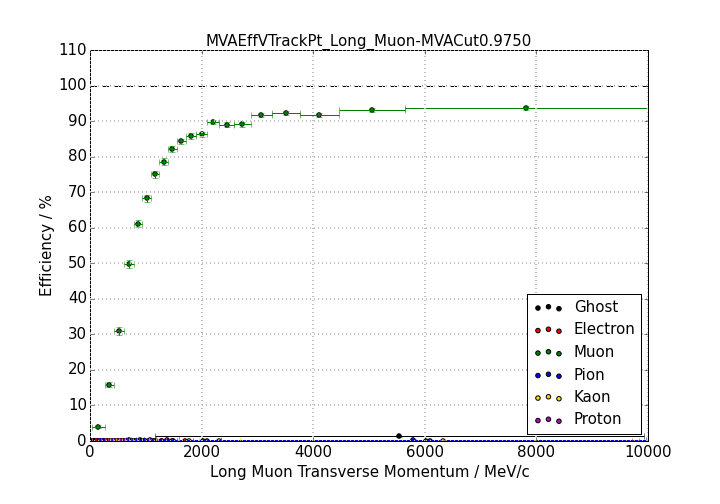 MVAEffVTrackPt_Long_Muon-MVACut0.9750
110
100
90
80
70
60
50
40
30
20
10
0
Efficiency / %
Ghost
Electron
Muon
Pion
Kaon
Proton
0 2000 4000 6000 8000 10000
Long Muon Transverse Momentum / MeV/c